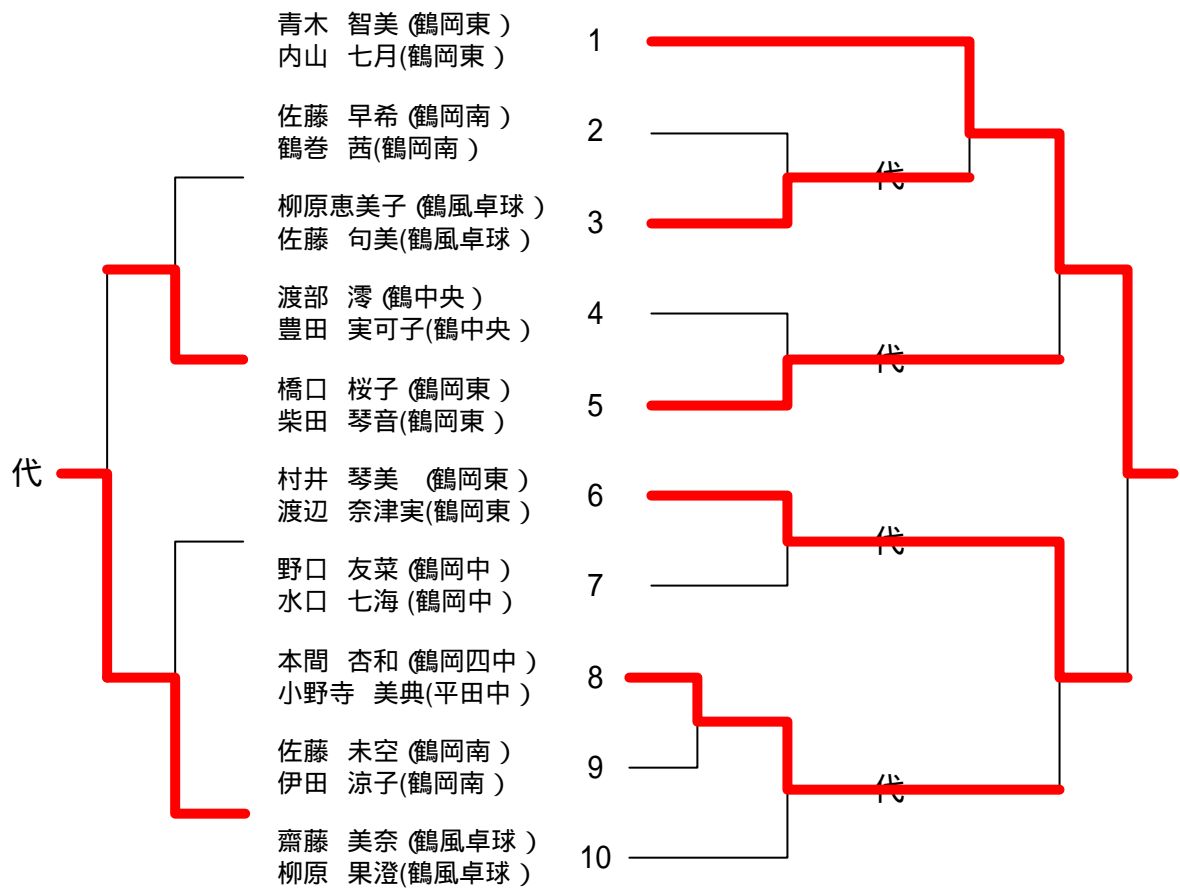 青木 智美 (鶴岡東) 1
内山 七月(鶴岡東)
佐藤 早希 (鶴岡南) 2
鶴巻 茜(鶴岡南)
代
柳原恵美子 (鶴風卓球) 3
佐藤 句美(鶴風卓球)
渡部 澪 (鶴中央) 4
豊田 実可子(鶴中央)
代
橋口 桜子 (鶴岡東) 5
柴田 琴音(鶴岡東)
代
村井 琴美 (鶴岡東) 6
渡辺 奈津実(鶴岡東)
代
野口 友菜 (鶴岡中) 7
水口 七海 (鶴岡中)
本間 杏和 (鶴岡四中) 8
小野寺 美典(平田中)
佐藤 未空 (鶴岡南) 9
伊田 涼子(鶴岡南)
代
齋藤 美奈 (鶴風卓球) 10
柳原 果澄(鶴風卓球)